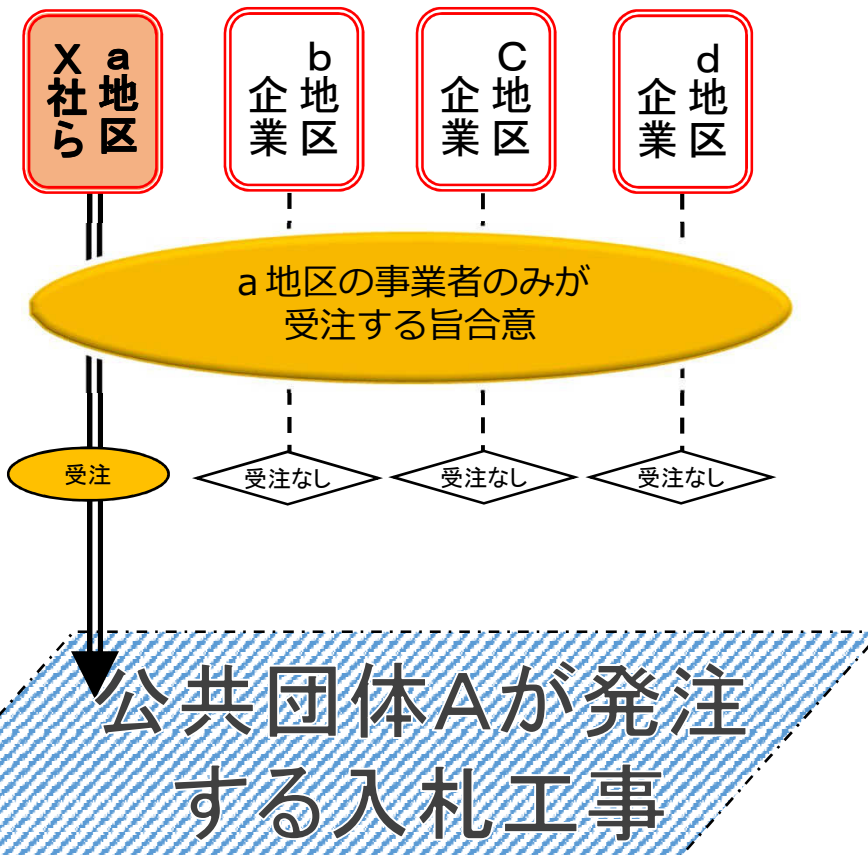 a地区
X社ら
b地区
企業
C地区
企業
d地区
企業
a地区の事業者のみが
受注する旨合意
受注
受注なし
受注なし
受注なし
公共団体Aが発注
する入札工事